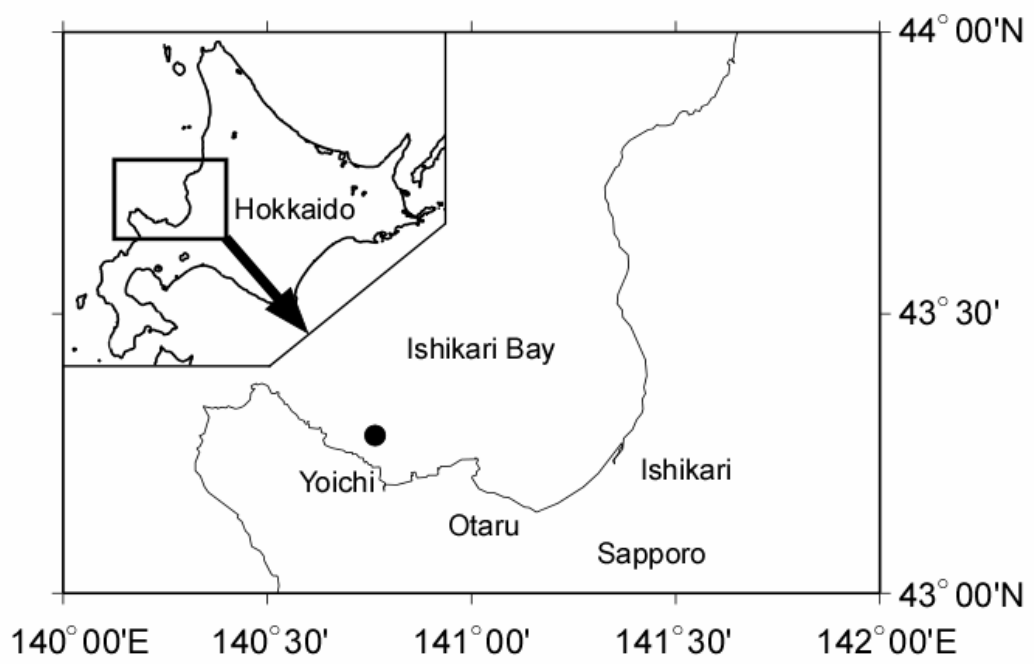 44°00'N
Hokkaido
43°30'
Ishikari Bay
Ishikari
Yoichi
Otaru
Sapporo
43°00'N
140°00'E 140°30' 141°00' 141°30' 142°00'E